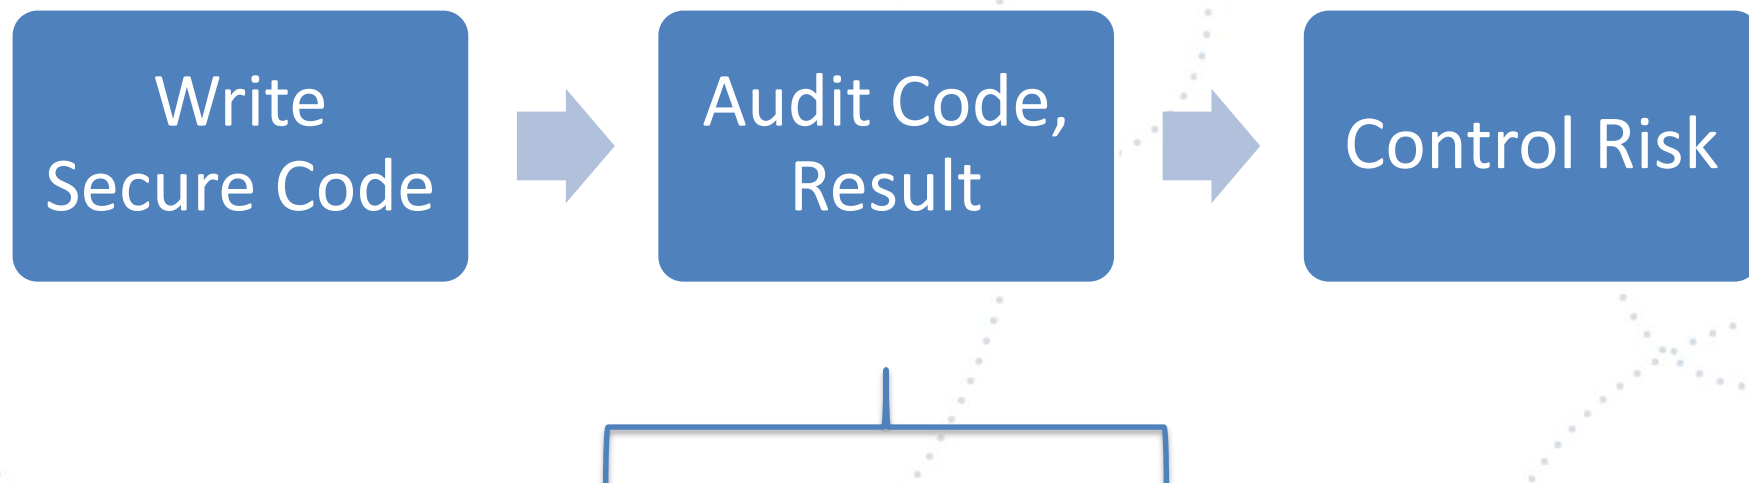 Write
Secure Code
Audit Code,
Result
Control Risk